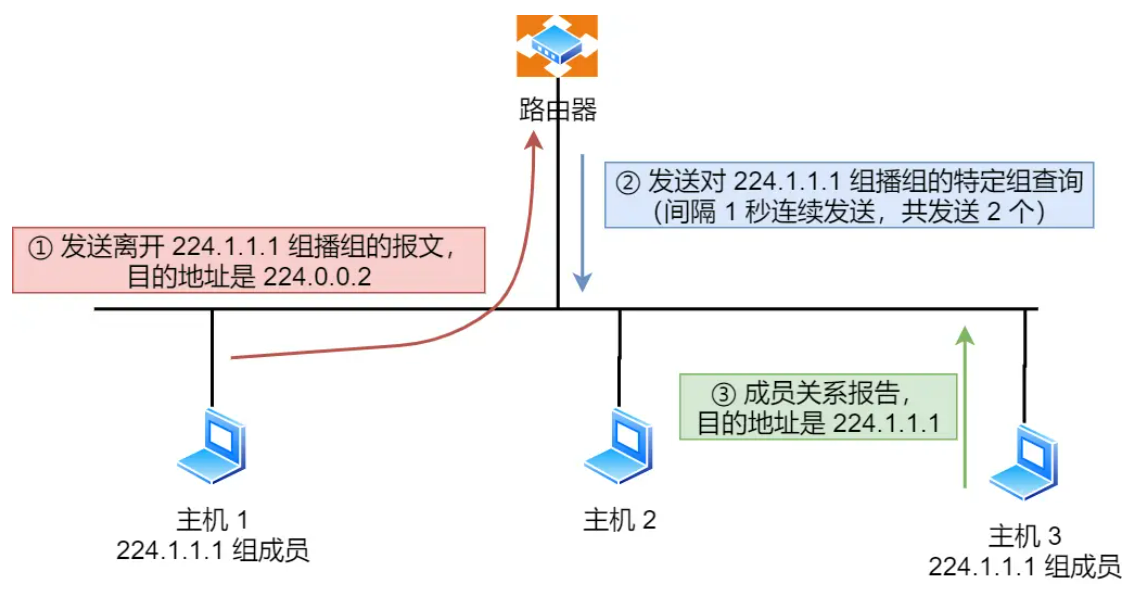 路由器
② 发送对 224.1.1.1 组播组的特定组查询
（间隔 1 秒连续发送，共发送 2 个）
① 发送离开 224.1.1.1 组播组的报文，
目的地址是 224.0.0.2
③ 成员关系报告，
目的地址是 224.1.1.1
主机 1
224.1.1.1 组成员
主机 2
主机 3
224.1.1.1 组成员